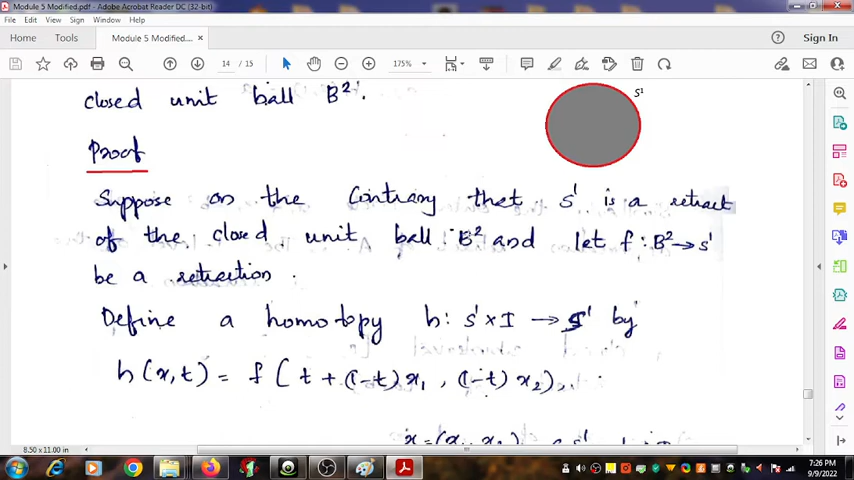 Module 5 Modified.pdf - Adobe Acrobat Reader DC (32-bit)
File Edit View Sign Window Help
Home Tools Module 5 Modified.... × Sign In
14 / 15 175%
closed unit ball B².
S¹
Proof
Suppose on the Contrary that S¹ is a retract
of the closed unit ball B² and let f : B² → S¹
be a retraction.
Define a homotopy h : S¹ × I → S¹ by
h (x, t) = f ( t + (1-t) x₁ , (1-t) x₂ ),
8.50 x 11.00 in
7:26 PM
9/9/2022